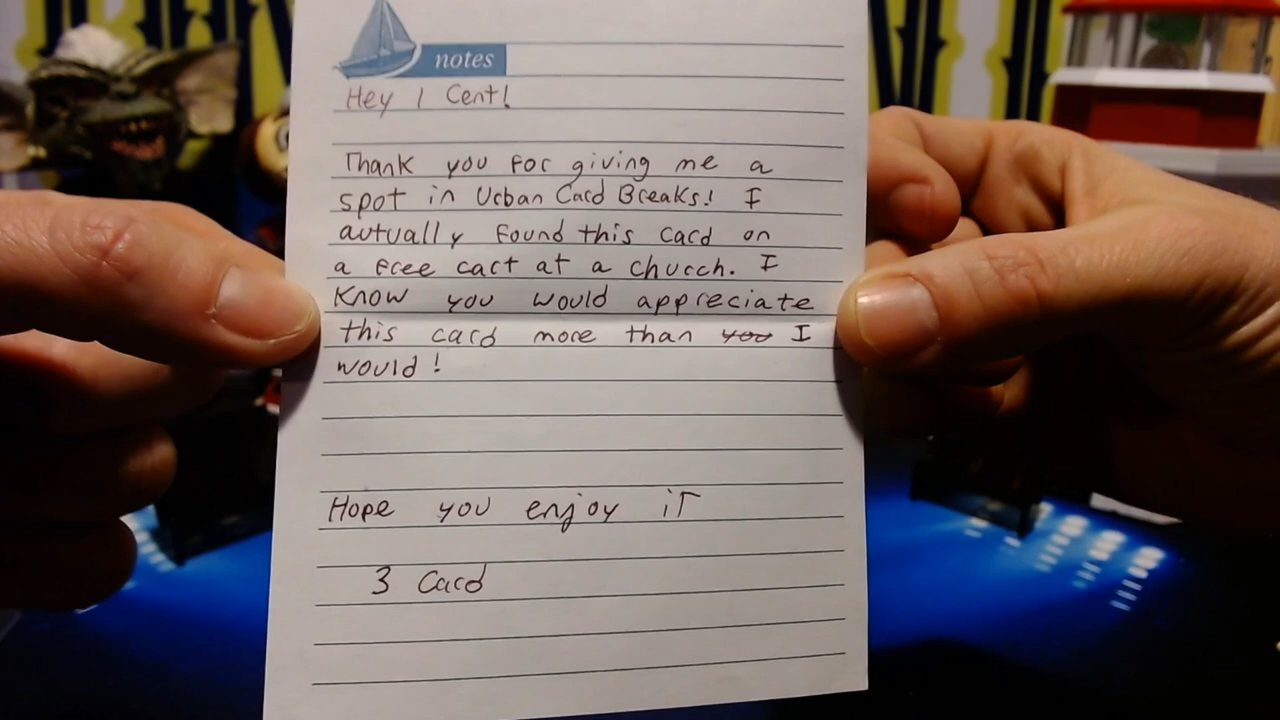 notes
Hey 1 Cent!
Thank you for giving me a
spot in Urban Card Breaks! I
autually found this card on
a free cart at a church. I
know you would appreciate
this card more than you I
would!
Hope you enjoy it
3 Card